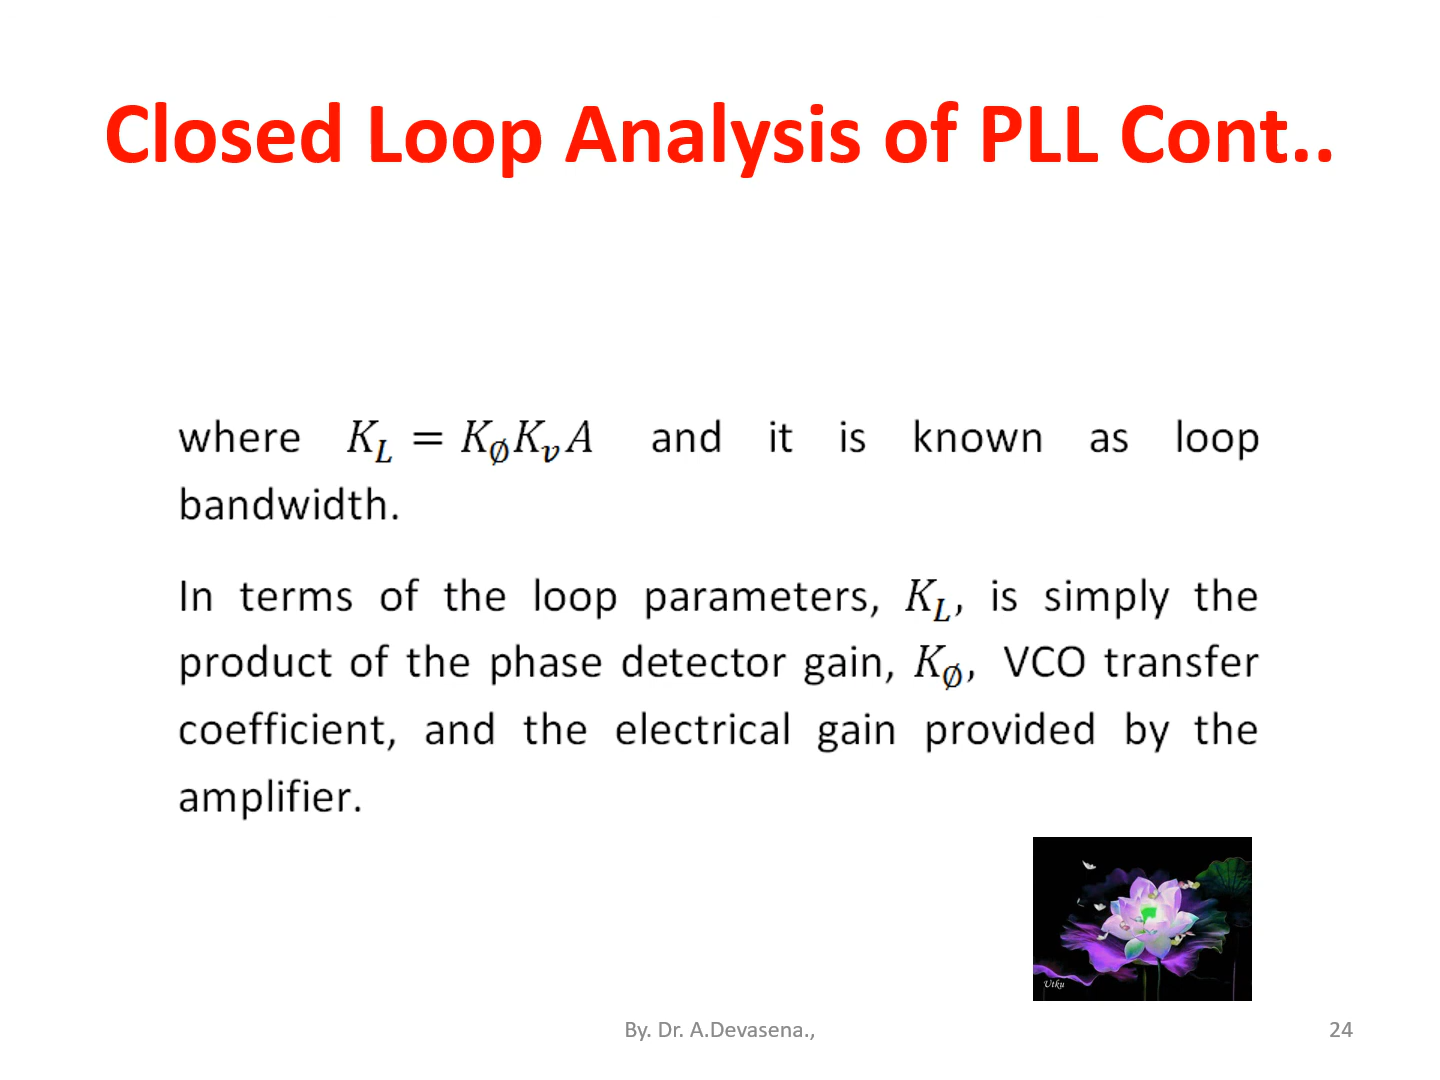 Closed Loop Analysis of PLL Cont..
where K_L = K_∅K_vA and it is known as loop
bandwidth.
In terms of the loop parameters, K_L, is simply the
product of the phase detector gain, K_∅, VCO transfer
coefficient, and the electrical gain provided by the
amplifier.
Utku
By. Dr. A.Devasena.,
24